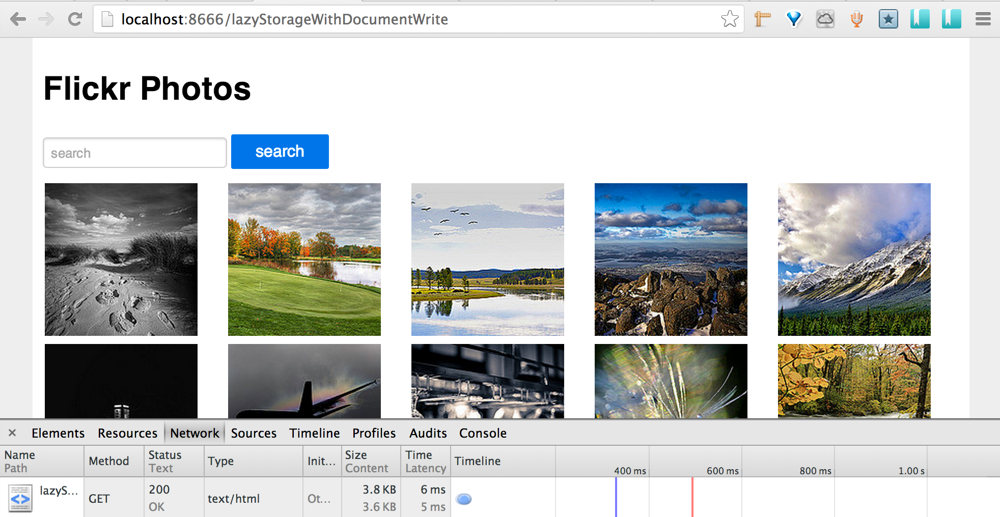 localhost:8666/lazyStorageWithDocumentWrite
Flickr Photos
search search
× Elements Resources Network Sources Timeline Profiles Audits Console
Name Method Status Type Init... Size Time Timeline
Path Text Content Latency 400 ms 600 ms 800 ms 1.00 s
lazyS... GET 200 text/html Ot... 3.8 KB 6 ms
OK 3.6 KB 5 ms